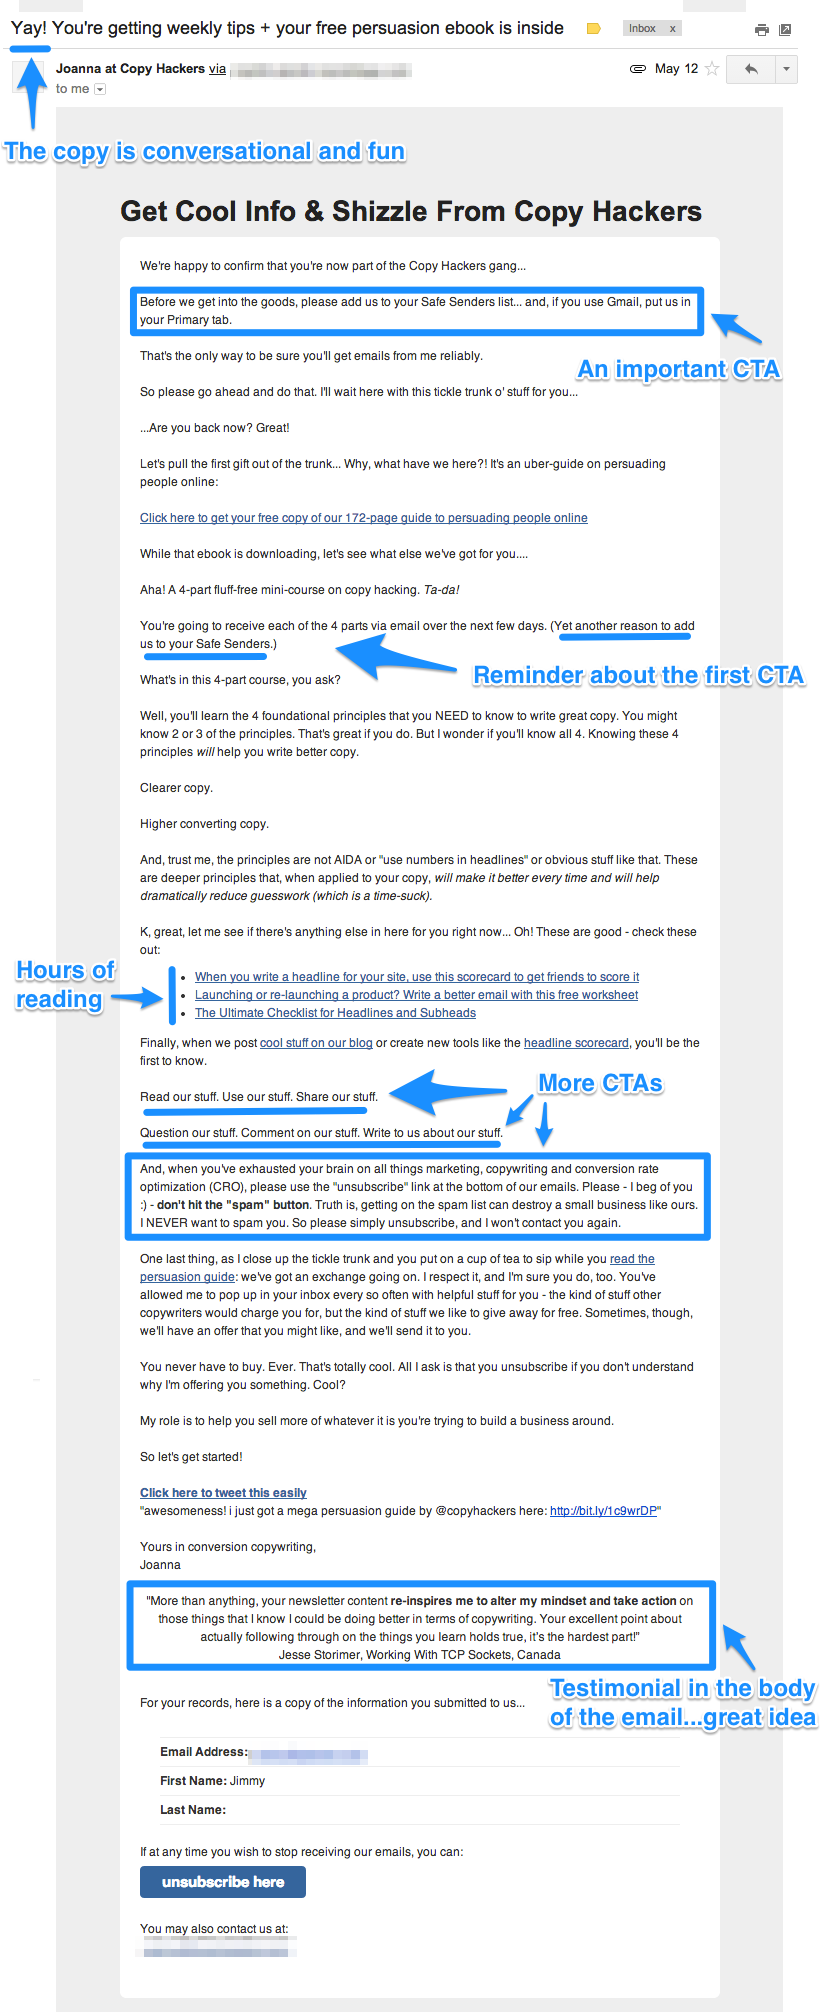 Yay! You're getting weekly tips + your free persuasion ebook is inside
Inbox x
Joanna at Copy Hackers via
May 12
to me
The copy is conversational and fun
Get Cool Info & Shizzle From Copy Hackers
We're happy to confirm that you're now part of the Copy Hackers gang...
Before we get into the goods, please add us to your Safe Senders list... and, if you use Gmail, put us in
your Primary tab.
An important CTA
That's the only way to be sure you'll get emails from me reliably.
So please go ahead and do that. I'll wait here with this tickle trunk o' stuff for you...
...Are you back now? Great!
Let's pull the first gift out of the trunk... Why, what have we here?! It's an uber-guide on persuading
people online:
Click here to get your free copy of our 172-page guide to persuading people online
While that ebook is downloading, let's see what else we've got for you....
Aha! A 4-part fluff-free mini-course on copy hacking. Ta-da!
You're going to receive each of the 4 parts via email over the next few days. (Yet another reason to add
us to your Safe Senders.)
Reminder about the first CTA
What's in this 4-part course, you ask?
Well, you'll learn the 4 foundational principles that you NEED to know to write great copy. You might
know 2 or 3 of the principles. That's great if you do. But I wonder if you'll know all 4. Knowing these 4
principles will help you write better copy.
Clearer copy.
Higher converting copy.
And, trust me, the principles are not AIDA or "use numbers in headlines" or obvious stuff like that. These
are deeper principles that, when applied to your copy, will make it better every time and will help
dramatically reduce guesswork (which is a time-suck).
K, great, let me see if there's anything else in here for you right now... Oh! These are good - check these
out:
Hours of
reading
• When you write a headline for your site, use this scorecard to get friends to score it
• Launching or re-launching a product? Write a better email with this free worksheet
• The Ultimate Checklist for Headlines and Subheads
Finally, when we post cool stuff on our blog or create new tools like the headline scorecard, you'll be the
first to know.
More CTAs
Read our stuff. Use our stuff. Share our stuff.
Question our stuff. Comment on our stuff. Write to us about our stuff.
And, when you've exhausted your brain on all things marketing, copywriting and conversion rate
optimization (CRO), please use the "unsubscribe" link at the bottom of our emails. Please - I beg of you
:) - don't hit the "spam" button. Truth is, getting on the spam list can destroy a small business like ours.
I NEVER want to spam you. So please simply unsubscribe, and I won't contact you again.
One last thing, as I close up the tickle trunk and you put on a cup of tea to sip while you read the
persuasion guide: we've got an exchange going on. I respect it, and I'm sure you do, too. You've
allowed me to pop up in your inbox every so often with helpful stuff for you - the kind of stuff other
copywriters would charge you for, but the kind of stuff we like to give away for free. Sometimes, though,
we'll have an offer that you might like, and we'll send it to you.
You never have to buy. Ever. That's totally cool. All I ask is that you unsubscribe if you don't understand
why I'm offering you something. Cool?
My role is to help you sell more of whatever it is you're trying to build a business around.
So let's get started!
Click here to tweet this easily
"awesomeness! i just got a mega persuasion guide by @copyhackers here: http://bit.ly/1c9wrDP"
Yours in conversion copywriting,
Joanna
"More than anything, your newsletter content re-inspires me to alter my mindset and take action on
those things that I know I could be doing better in terms of copywriting. Your excellent point about
actually following through on the things you learn holds true, it's the hardest part!"
Jesse Storimer, Working With TCP Sockets, Canada
Testimonial in the body
of the email...great idea
For your records, here is a copy of the information you submitted to us...
Email Address:
First Name: Jimmy
Last Name:
If at any time you wish to stop receiving our emails, you can:
unsubscribe here
You may also contact us at: